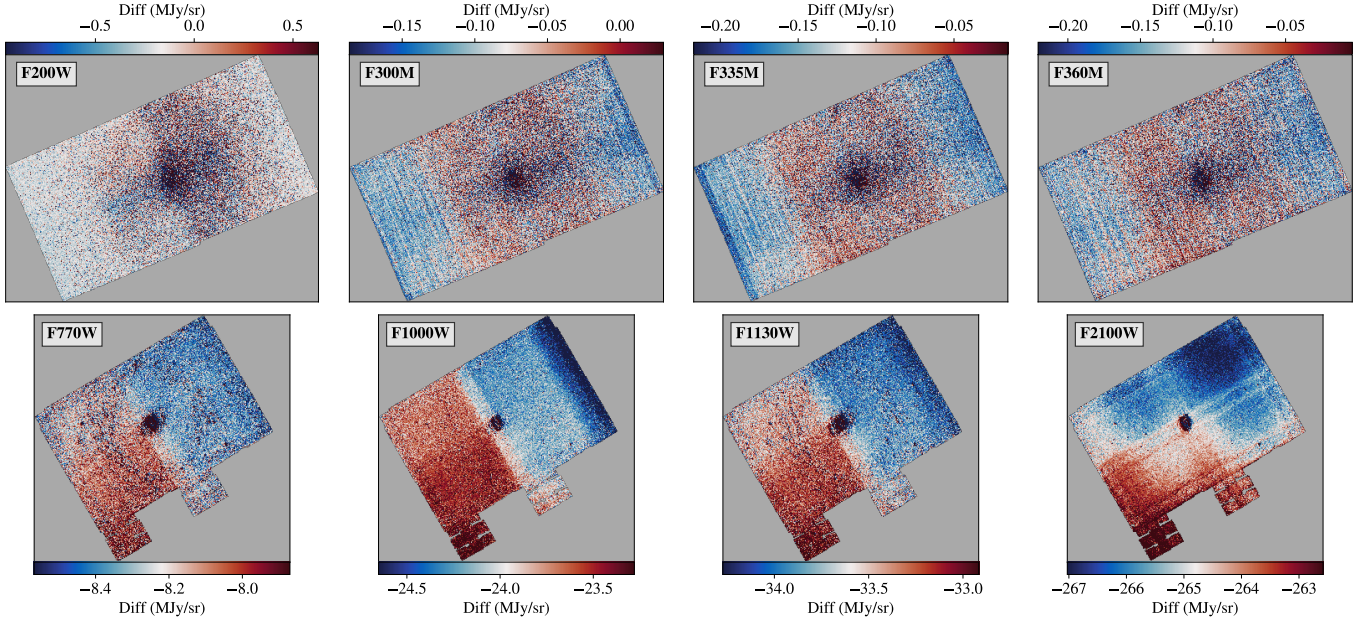 Diff (MJy/sr) Diff (MJy/sr) Diff (MJy/sr) Diff (MJy/sr)
−0.5 0.0 0.5 −0.15 −0.10 −0.05 0.00 −0.20 −0.15 −0.10 −0.05 −0.20 −0.15 −0.10 −0.05
F200W F300M F335M F360M
F770W F1000W F1130W F2100W
−8.4 −8.2 −8.0 −24.5 −24.0 −23.5 −34.0 −33.5 −33.0 −267 −266 −265 −264 −263
Diff (MJy/sr) Diff (MJy/sr) Diff (MJy/sr) Diff (MJy/sr)